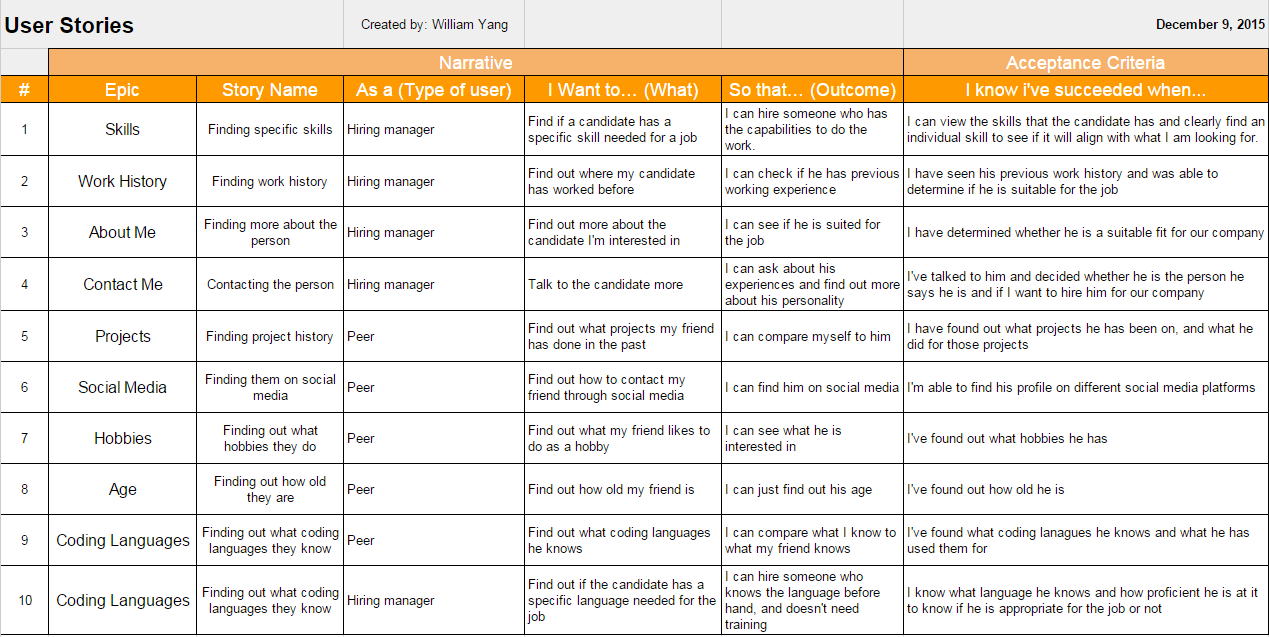 User Stories
Created by: William Yang
December 9, 2015
Narrative
Acceptance Criteria
#
Epic
Story Name
As a (Type of user)
I Want to… (What)
So that… (Outcome)
I know i've succeeded when...
1
Skills
Finding specific skills
Hiring manager
Find if a candidate has a
specific skill needed for a job
I can hire someone who has
the capabilities to do the
work.
I can view the skills that the candidate has and clearly find an
individual skill to see if it will align with what I am looking for.
2
Work History
Finding work history
Hiring manager
Find out where my candidate
has worked before
I can check if he has previous
working experience
I have seen his previous work history and was able to
determine if he is suitable for the job
3
About Me
Finding more about the
person
Hiring manager
Find out more about the
candidate I'm interested in
I can see if he is suited for
the job
I have determined whether he is a suitable fit for our company
4
Contact Me
Contacting the person
Hiring manager
Talk to the candidate more
I can ask about his
experiences and find out more
about his personality
I've talked to him and decided whether he is the person he
says he is and if I want to hire him for our company
5
Projects
Finding project history
Peer
Find out what projects my friend
has done in the past
I can compare myself to him
I have found out what projects he has been on, and what he
did for those projects
6
Social Media
Finding them on social
media
Peer
Find out how to contact my
friend through social media
I can find him on social media
I'm able to find his profile on different social media platforms
7
Hobbies
Finding out what
hobbies they do
Peer
Find out what my friend likes to
do as a hobby
I can see what he is
interested in
I've found out what hobbies he has
8
Age
Finding out how old
they are
Peer
Find out how old my friend is
I can just find out his age
I've found out how old he is
9
Coding Languages
Finding out what coding
languages they know
Peer
Find out what coding languages
he knows
I can compare what I know to
what my friend knows
I've found what coding lanagues he knows and what he has
used them for
10
Coding Languages
Finding out what coding
languages they know
Hiring manager
Find out if the candidate has a
specific language needed for the
job
I can hire someone who
knows the language before
hand, and doesn't need
training
I know what language he knows and how proficient he is at it
to know if he is appropriate for the job or not